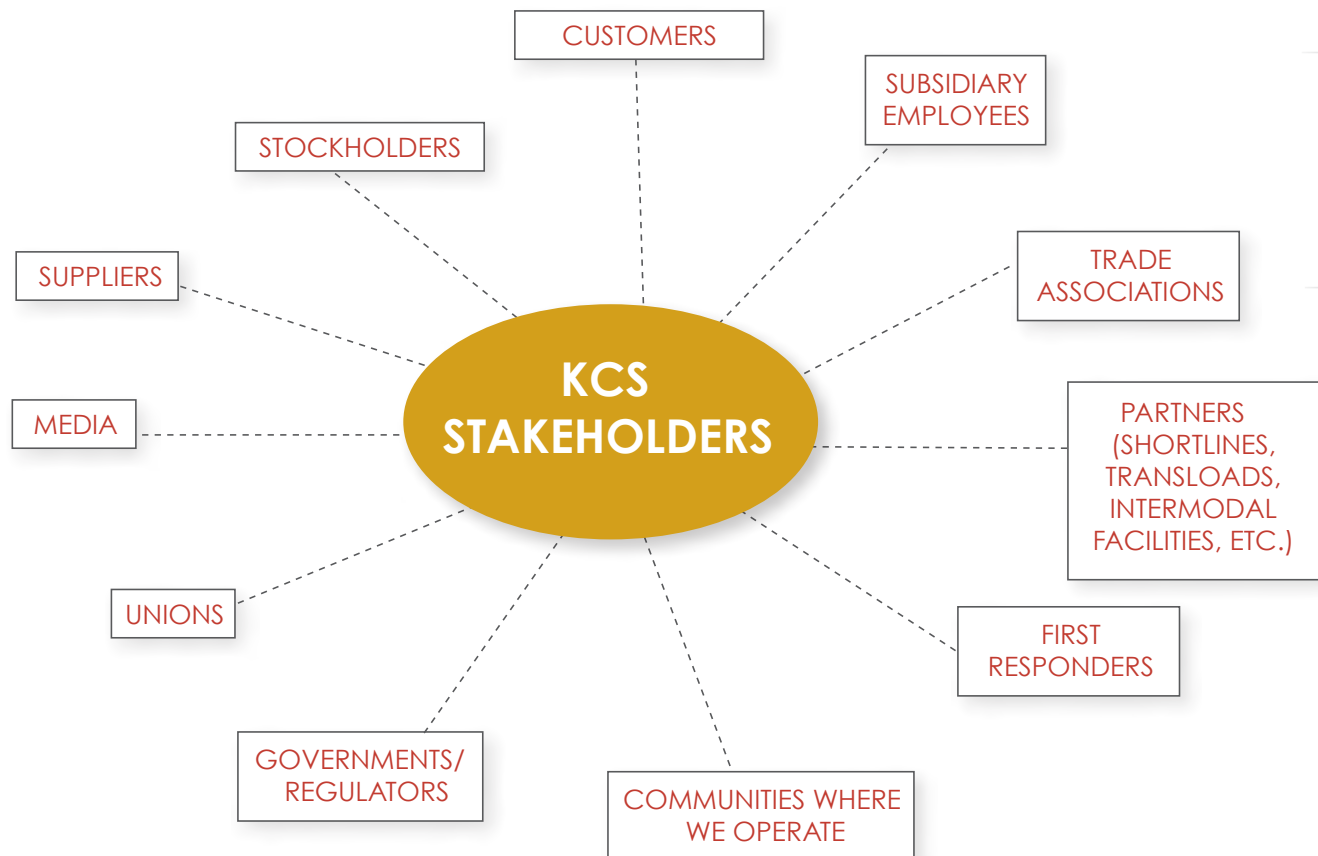 CUSTOMERS
SUBSIDIARY
EMPLOYEES
STOCKHOLDERS
TRADE
ASSOCIATIONS
SUPPLIERS
KCS
STAKEHOLDERS
MEDIA
PARTNERS
(SHORTLINES,
TRANSLOADS,
INTERMODAL
FACILITIES, ETC.)
UNIONS
FIRST
RESPONDERS
GOVERNMENTS/
REGULATORS
COMMUNITIES WHERE
WE OPERATE